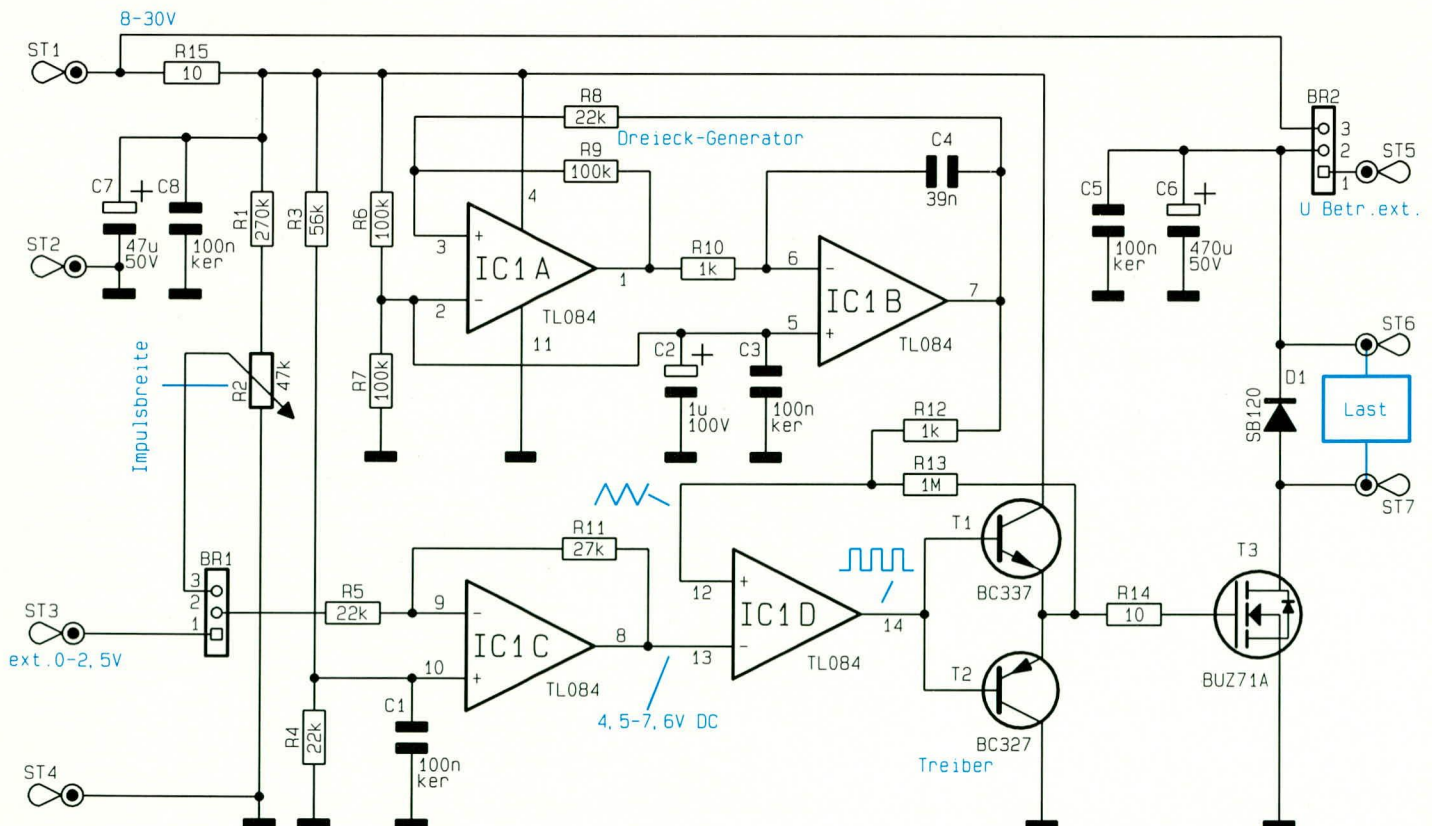 8-30V
ST1
R15
10
R8
22k
Dreieck-Generator
BR2
3
2
1
ST5
U Betr.ext.
R9
100k
C4
39n
C7
+
47u
50V
C8
100n
ker
R1
270k
R3
56k
R6
100k
4
3
+
IC1A
-
2
1
TL084
11
R10
1k
6
-
IC1B
7
5
+
TL084
C5
100n
ker
C6
+
470u
50V
ST2
Impulsbreite
R2
47k
R7
100k
C2
+
1u
100V
C3
100n
ker
ST6
D1
SB120
Last
ST7
R12
1k
R13
1M
R11
27k
T1
BC337
T3
BUZ71A
BR1
3
2
1
ST3
ext.0-2,5V
R5
22k
9
-
IC1C
8
10
+
TL084
12
+
IC1D
14
13
-
TL084
R14
10
4,5-7,6V DC
T2
BC327
Treiber
R4
22k
C1
100n
ker
ST4